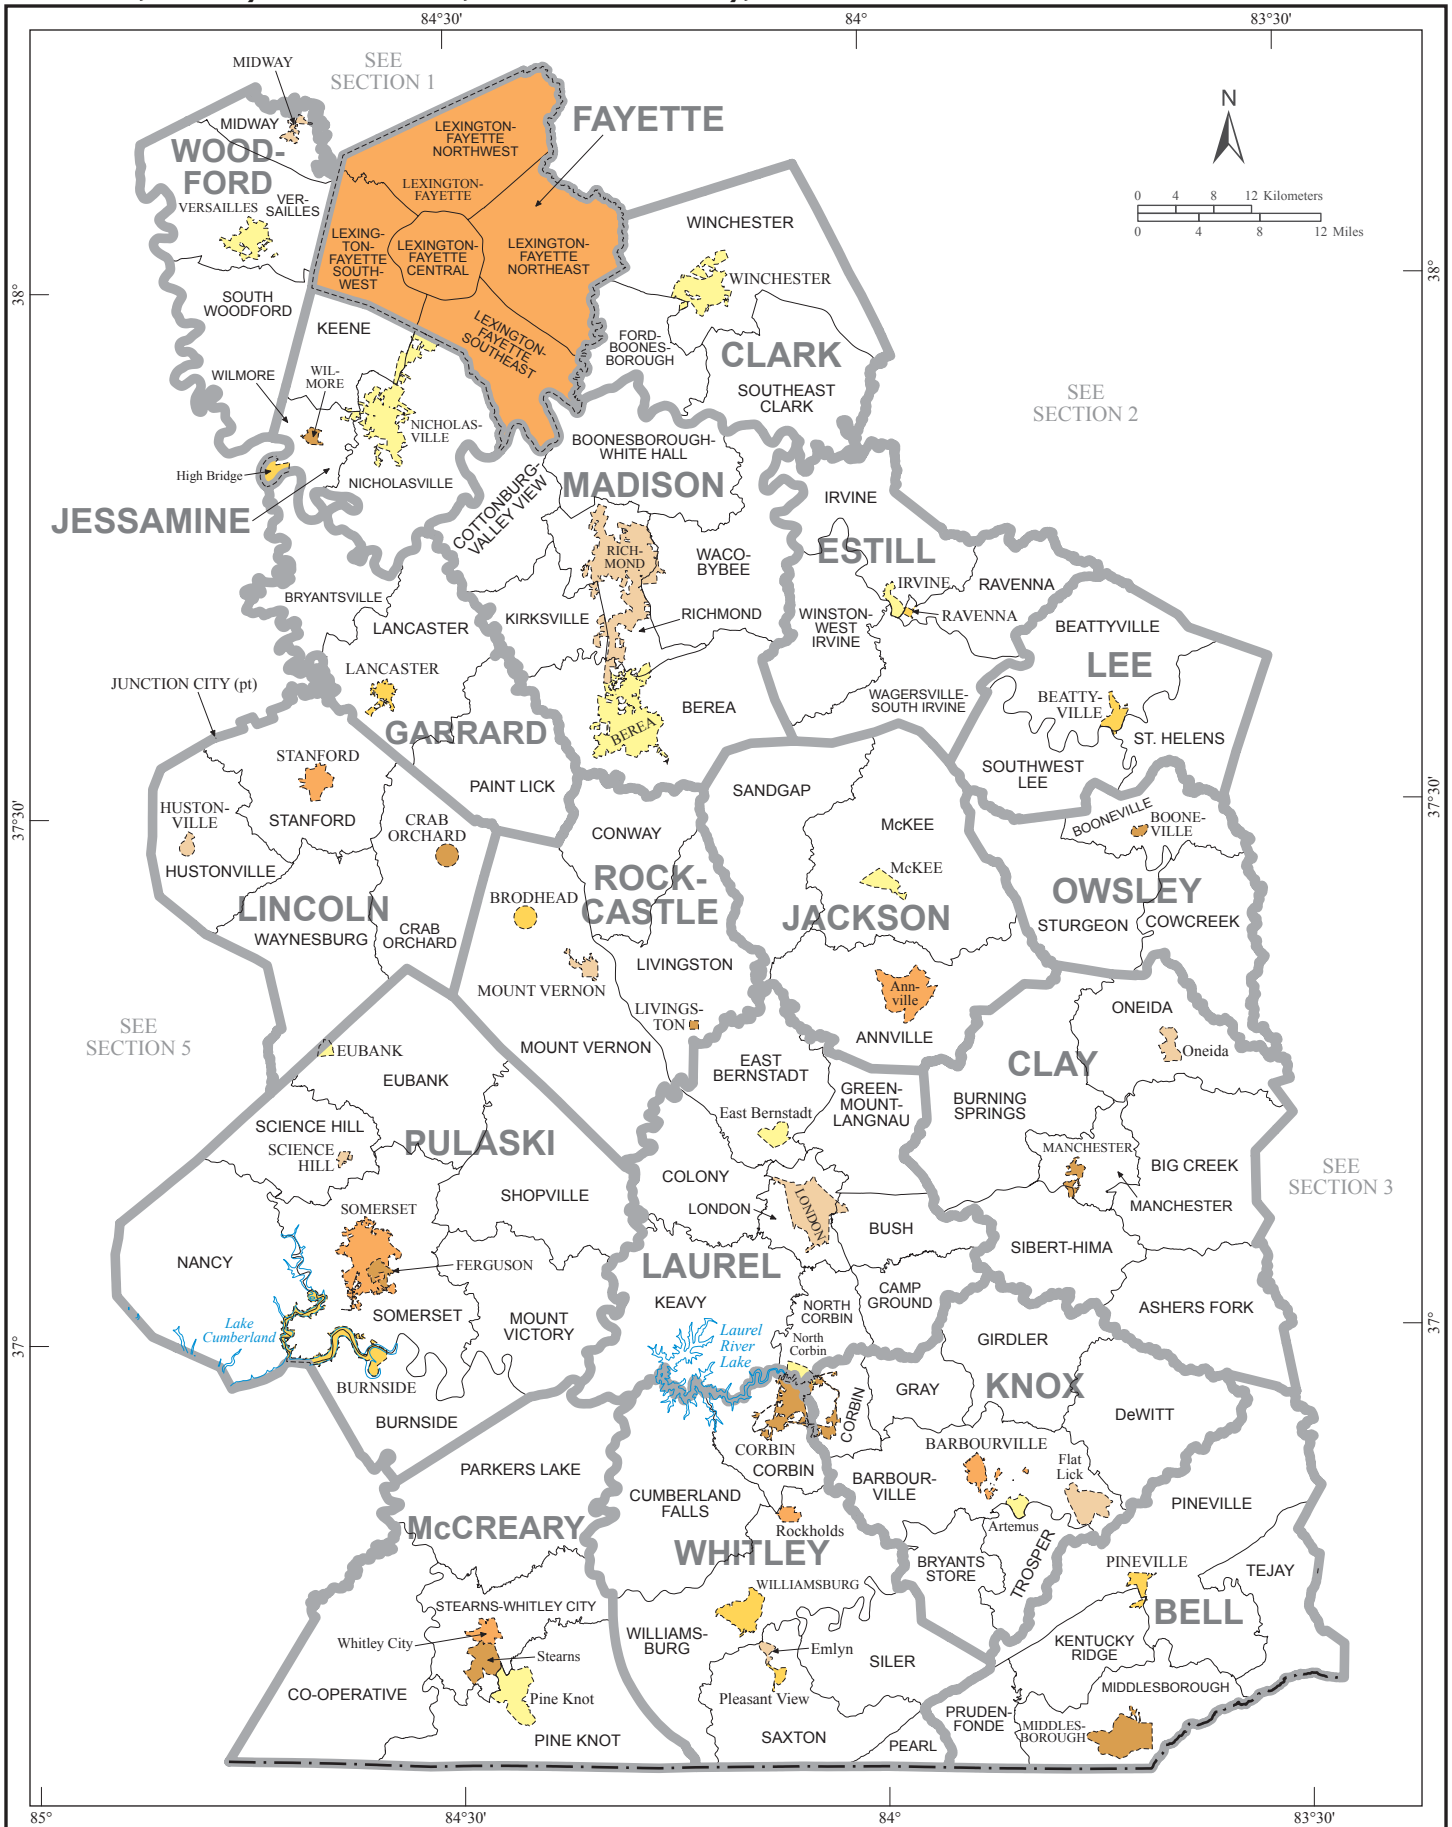 84°30'
84°
83°30'
SEE
SECTION 1
MIDWAY
MIDWAY
WOOD-
FORD
VERSAILLES
VER-
SAILLES
SOUTH
WOODFORD
FAYETTE
LEXINGTON-
FAYETTE
NORTHWEST
LEXINGTON-
FAYETTE
LEXING-
TON-
FAYETTE
SOUTH-
WEST
LEXINGTON-
FAYETTE
CENTRAL
LEXINGTON-
FAYETTE
NORTHEAST
LEXINGTON-
FAYETTE
SOUTHEAST
N
0 4 8 12 Kilometers
0 4 8 12 Miles
WINCHESTER
WINCHESTER
FORD-
BOONES-
BOROUGH
CLARK
SOUTHEAST
CLARK
38°
38°
KEENE
WILMORE
WIL-
MORE
NICHOLAS-
VILLE
High Bridge
NICHOLASVILLE
JESSAMINE
SEE
SECTION 2
BOONESBOROUGH-
WHITE HALL
MADISON
COTTONBURG-
VALLEY VIEW
RICH-
MOND
WACO-
BYBEE
KIRKSVILLE
RICHMOND
BEREA
BEREA
IRVINE
ESTILL
IRVINE
RAVENNA
RAVENNA
WINSTON-
WEST
IRVINE
WAGERSVILLE-
SOUTH IRVINE
BEATTYVILLE
LEE
BEATTY-
VILLE
ST. HELENS
SOUTHWEST
LEE
BRYANTSVILLE
LANCASTER
LANCASTER
GARRARD
PAINT LICK
JUNCTION CITY (pt)
STANFORD
STANFORD
HUSTON-
VILLE
HUSTONVILLE
CRAB
ORCHARD
LINCOLN
WAYNESBURG
CRAB
ORCHARD
37°30'
37°30'
CONWAY
ROCK-
CASTLE
BRODHEAD
MOUNT VERNON
LIVINGSTON
LIVINGS-
TON
MOUNT VERNON
SANDGAP
McKEE
McKEE
JACKSON
Ann-
ville
ANNVILLE
BOONEVILLE
BOONE-
VILLE
OWSLEY
STURGEON
COWCREEK
SEE
SECTION 5
EUBANK
EUBANK
SCIENCE HILL
SCIENCE
HILL
PULASKI
SHOPVILLE
SOMERSET
NANCY
FERGUSON
SOMERSET
MOUNT
VICTORY
Lake
Cumberland
BURNSIDE
BURNSIDE
EAST
BERNSTADT
GREEN-
MOUNT-
LANGNAU
East Bernstadt
COLONY
LONDON
LONDON
BUSH
LAUREL
KEAVY
CAMP
GROUND
NORTH
CORBIN
North
Corbin
Laurel
River
Lake
ONEIDA
Oneida
CLAY
BURNING
SPRINGS
MANCHESTER
BIG CREEK
MANCHESTER
SIBERT-HIMA
ASHERS FORK
SEE
SECTION 3
37°
37°
GIRDLER
KNOX
GRAY
CORBIN
DeWITT
BARBOURVILLE
Flat
Lick
BARBOUR-
VILLE
Artemus
BRYANTS
STORE
TROSPER
CORBIN
CORBIN
CUMBERLAND
FALLS
Rockholds
WHITLEY
WILLIAMSBURG
WILLIAMS-
BURG
Emlyn
SILER
Pleasant View
SAXTON
PEARL
PARKERS LAKE
McCREARY
STEARNS-WHITLEY CITY
Whitley City
Stearns
CO-OPERATIVE
Pine Knot
PINE KNOT
PINEVILLE
PINEVILLE
TEJAY
BELL
KENTUCKY
RIDGE
MIDDLESBOROUGH
PRUDEN-
FONDE
MIDDLES-
BOROUGH
85°
84°30'
84°
83°30'